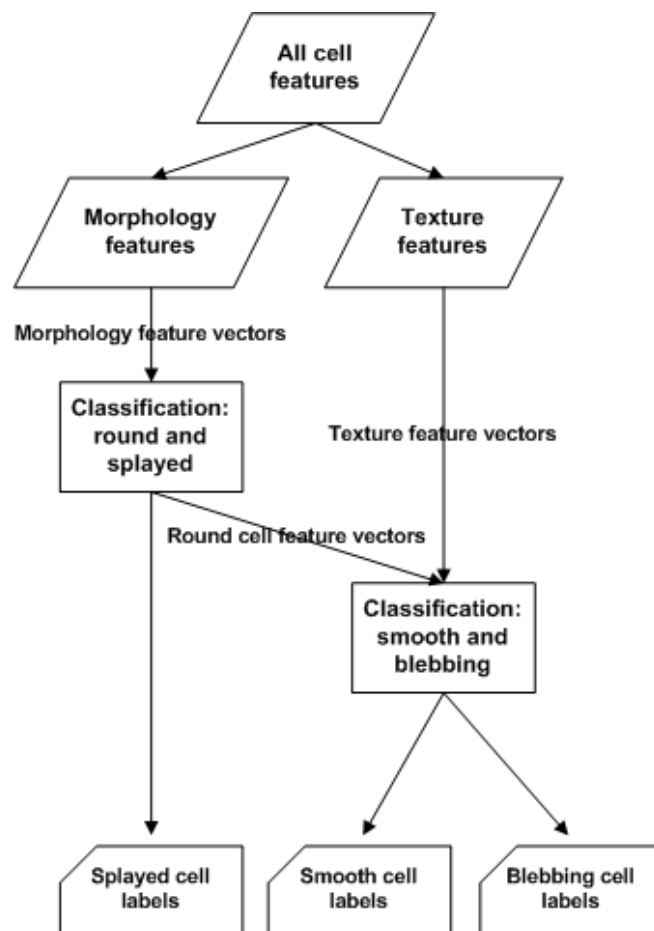 All cell
features
Morphology
features
Texture
features
Morphology feature vectors
Classification:
round and
splayed
Texture feature vectors
Round cell feature vectors
Classification:
smooth and
blebbing
Splayed cell
labels
Smooth cell
labels
Blebbing cell
labels